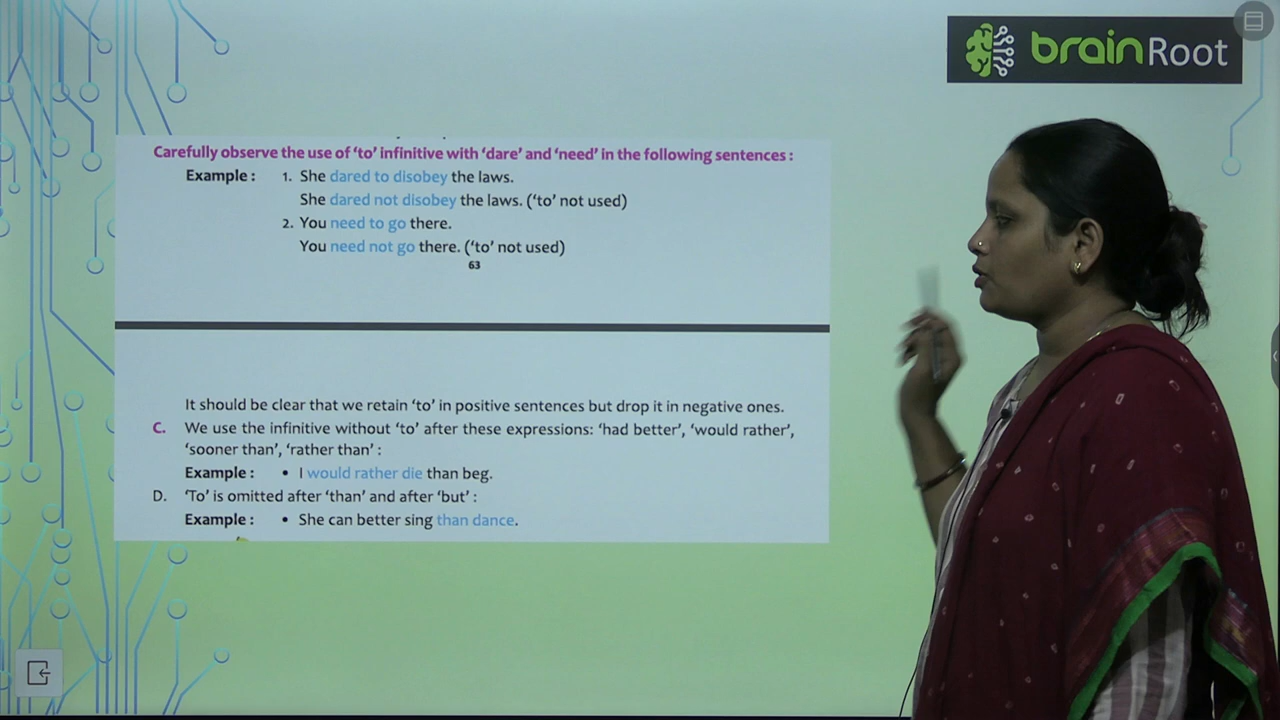 brainRoot
Carefully observe the use of ‘to’ infinitive with ‘dare’ and ‘need’ in the following sentences :
Example : 1. She dared to disobey the laws.
She dared not disobey the laws. (‘to’ not used)
2. You need to go there.
You need not go there. (‘to’ not used)
63
It should be clear that we retain ‘to’ in positive sentences but drop it in negative ones.
C. We use the infinitive without ‘to’ after these expressions: ‘had better’, ‘would rather’,
‘sooner than’, ‘rather than’ :
Example : • I would rather die than beg.
D. ‘To’ is omitted after ‘than’ and after ‘but’ :
Example : • She can better sing than dance.